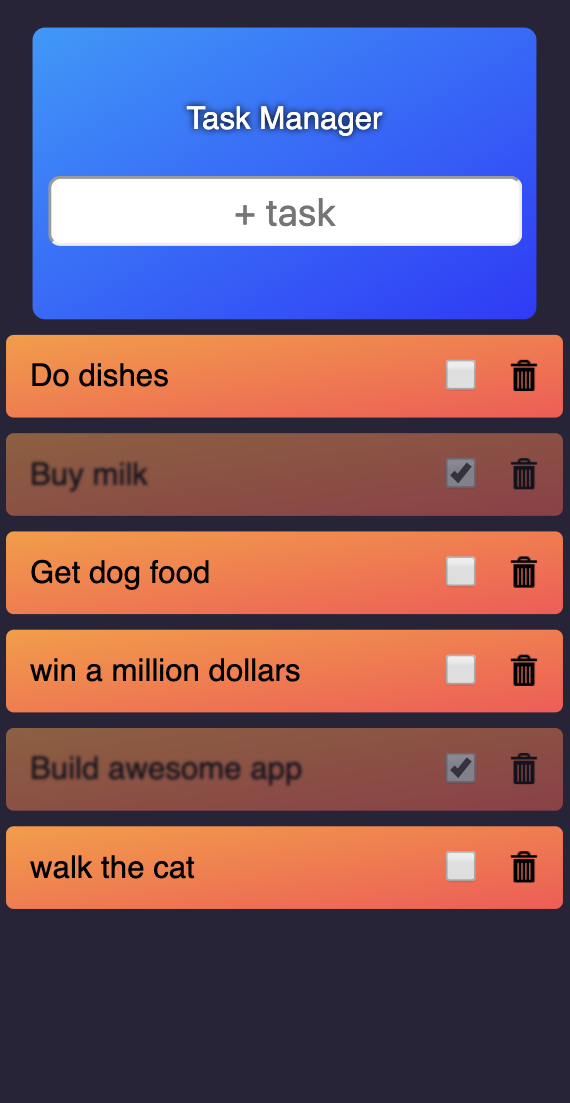 Task Manager
+ task
Do dishes
Buy milk
Get dog food
win a million dollars
Build awesome app
walk the cat